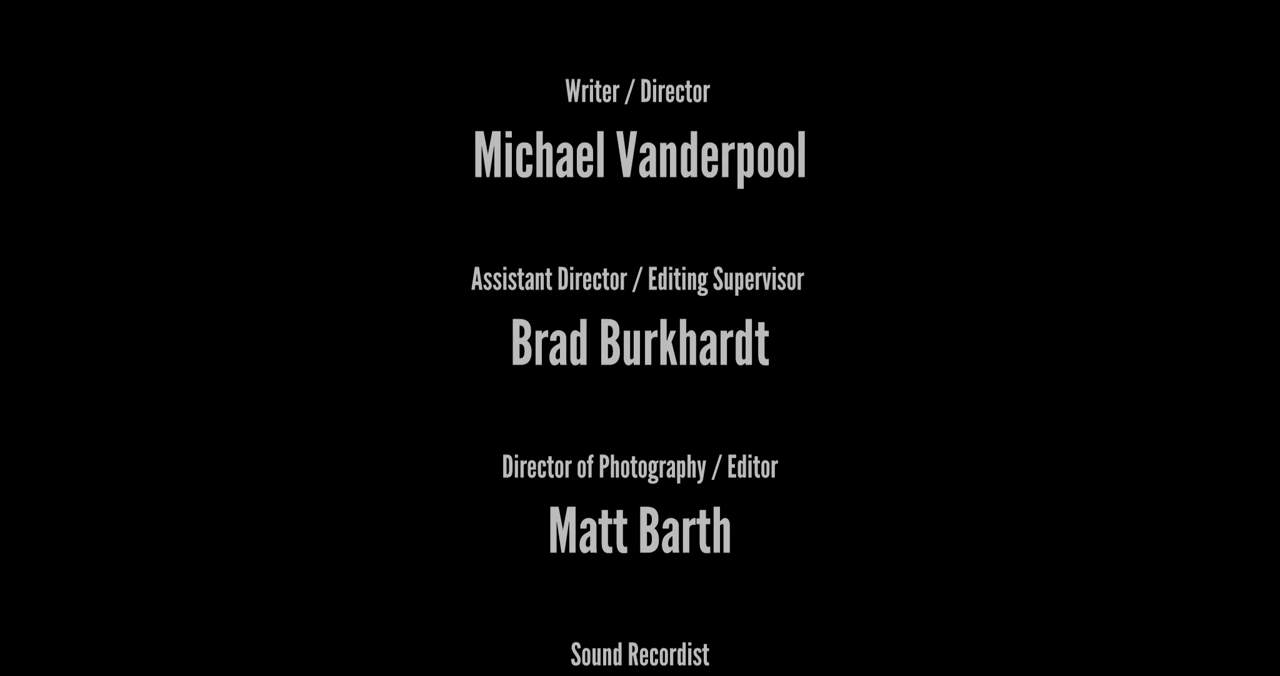 Writer / Director
Michael Vanderpool
Assistant Director / Editing Supervisor
Brad Burkhardt
Director of Photography / Editor
Matt Barth
Sound Recordist